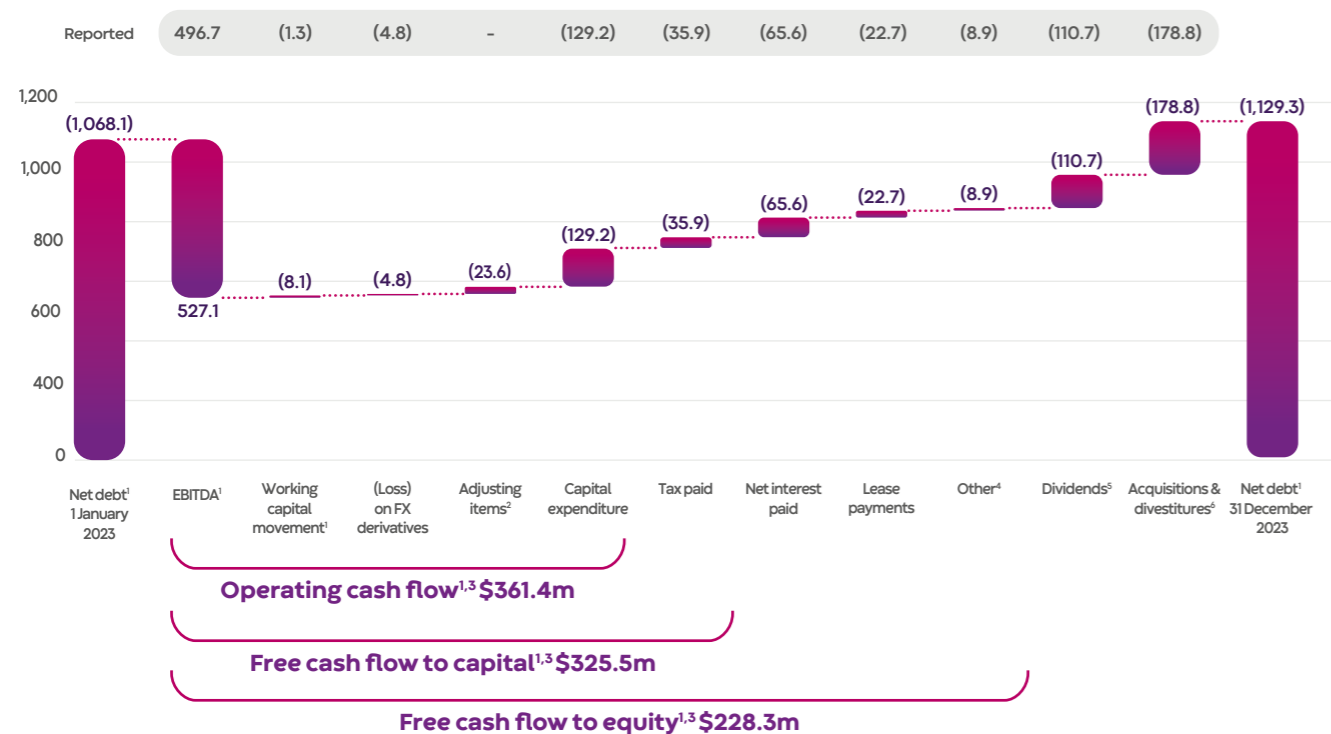 Reported 496.7 (1.3) (4.8) - (129.2) (35.9) (65.6) (22.7) (8.9) (110.7) (178.8)
1,200
(1,068.1)
527.1
(8.1)
(4.8)
(23.6)
(129.2)
(35.9)
(65.6)
(22.7)
(8.9)
(110.7)
(178.8)
(1,129.3)
1,000
800
600
400
0
Net debt¹
1 January
2023
EBITDA¹
Working
capital
movement¹
(Loss)
on FX
derivatives
Adjusting
items²
Capital
expenditure
Tax paid
Net interest
paid
Lease
payments
Other⁴
Dividends⁵
Acquisitions &
divestitures⁶
Net debt¹
31 December
2023
Operating cash flow¹,³ $361.4m
Free cash flow to capital¹,³ $325.5m
Free cash flow to equity¹,³ $228.3m